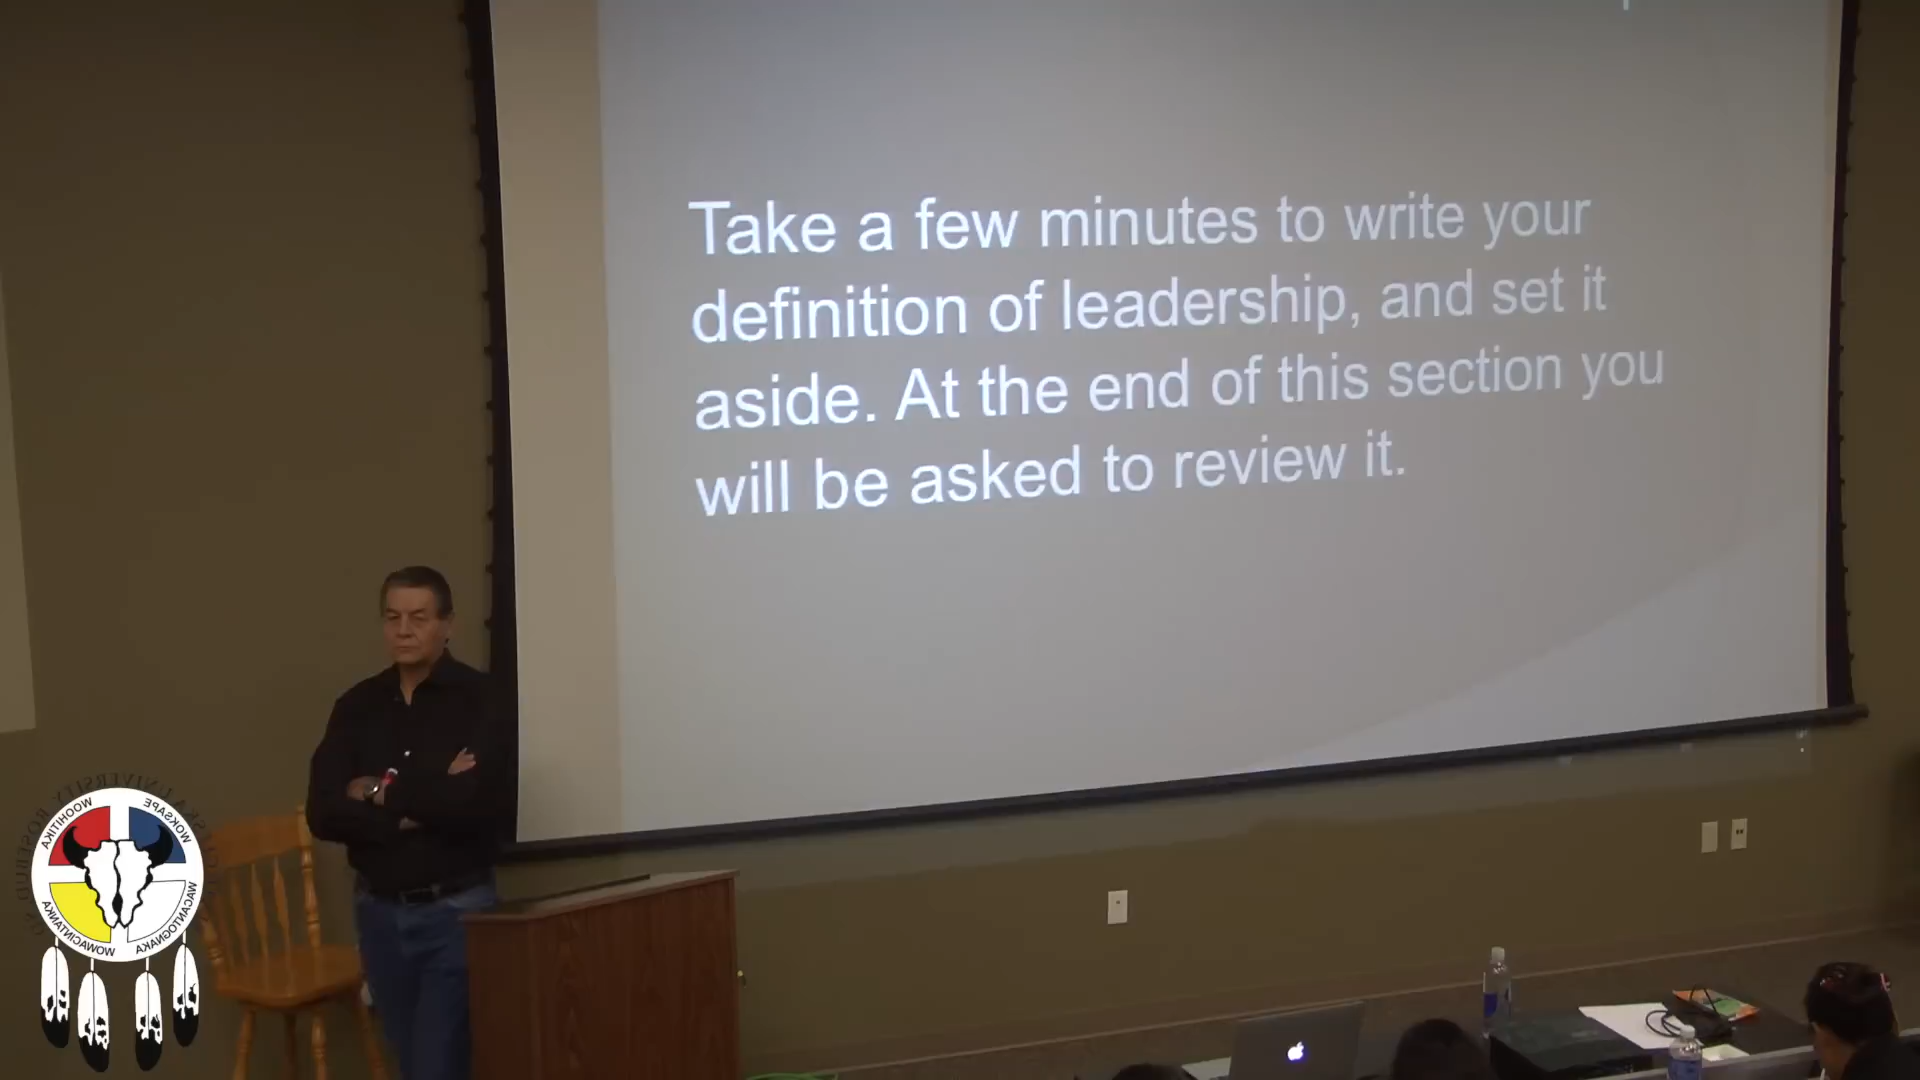 Take a few minutes to write your
definition of leadership, and set it
aside. At the end of this section you
will be asked to review it.
WOOHITIKA
WOKSAPE
WOWACINTANKA
WACANTOGNAKA